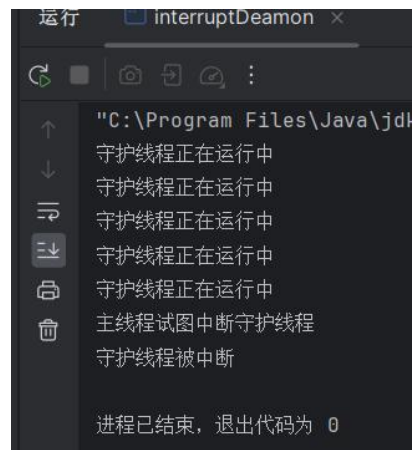 运行
interruptDeamon
"C:\Program Files\Java\jdk
守护线程正在运行中
守护线程正在运行中
守护线程正在运行中
守护线程正在运行中
守护线程正在运行中
主线程试图中断守护线程
守护线程被中断
进程已结束，退出代码为 0